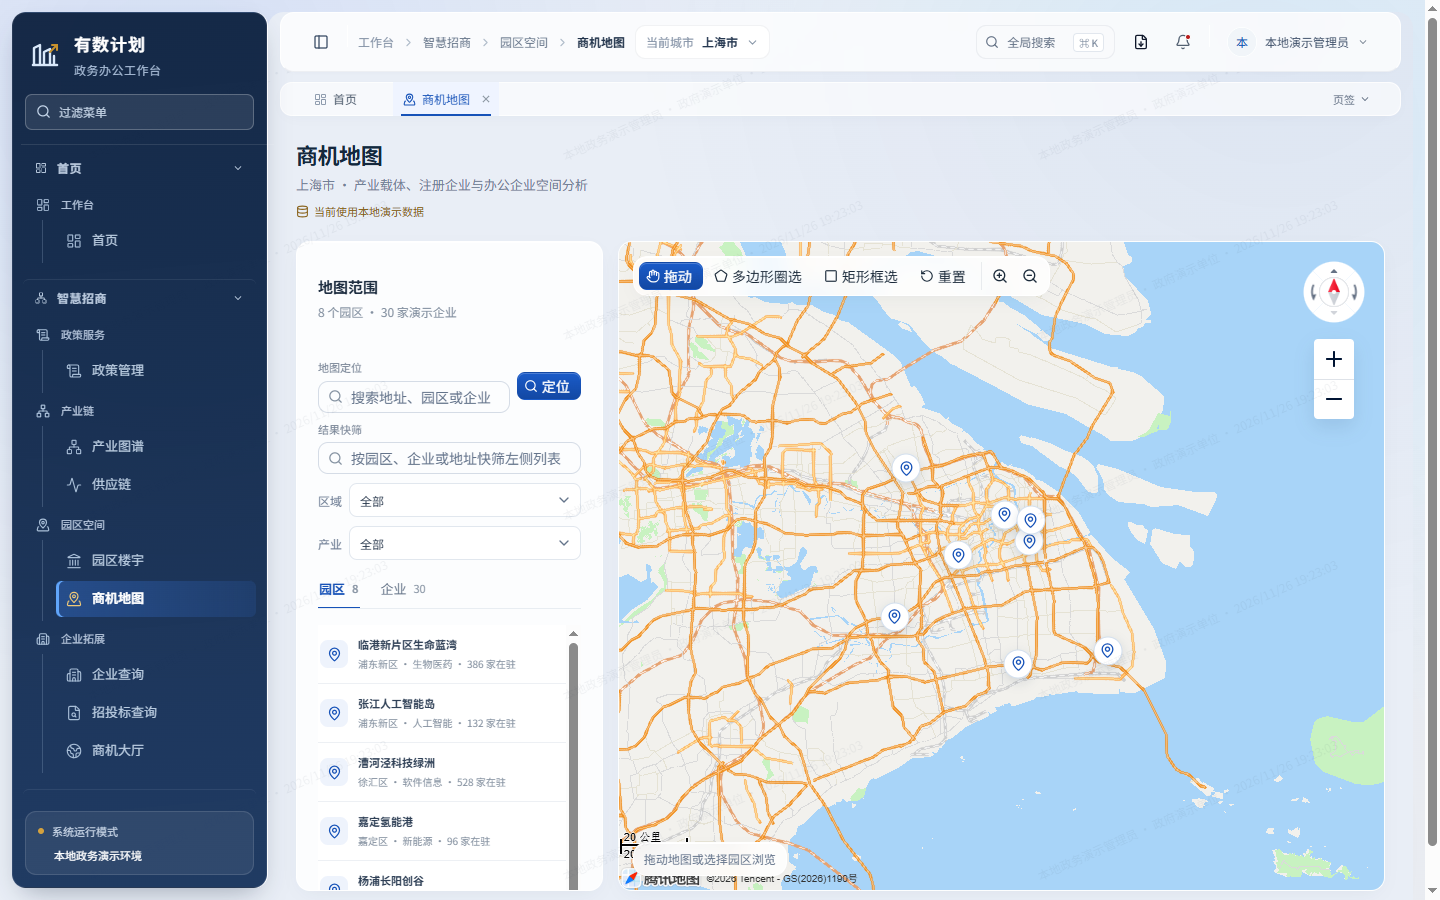 有数计划
政务办公工作台
过滤菜单
首页
工作台
首页
智慧招商
政策服务
政策管理
产业链
产业图谱
供应链
园区空间
园区楼宇
商机地图
企业拓展
企业查询
招投标查询
商机大厅
系统运行模式
本地政务演示环境
工作台 > 智慧招商 > 园区空间 > 商机地图
当前城市 上海市
全局搜索 ⌘K
本 本地演示管理员
首页
商机地图 ×
页签
商机地图
上海市 · 产业载体、注册企业与办公企业空间分析
当前使用本地演示数据
地图范围
8 个园区 · 30 家演示企业
地图定位
搜索地址、园区或企业
定位
结果快筛
按园区、企业或地址快筛左侧列表
区域 全部
产业 全部
园区 8 企业 30
临港新片区生命蓝湾
浦东新区 · 生物医药 · 386 家在驻
张江人工智能岛
浦东新区 · 人工智能 · 132 家在驻
漕河泾科技绿洲
徐汇区 · 软件信息 · 528 家在驻
嘉定氢能港
嘉定区 · 新能源 · 96 家在驻
杨浦长阳创谷
拖动 多边形圈选 矩形框选 重置
20 公里
拖动地图或选择园区浏览
腾讯地图 ©2026 Tencent - GS(2026)1190号